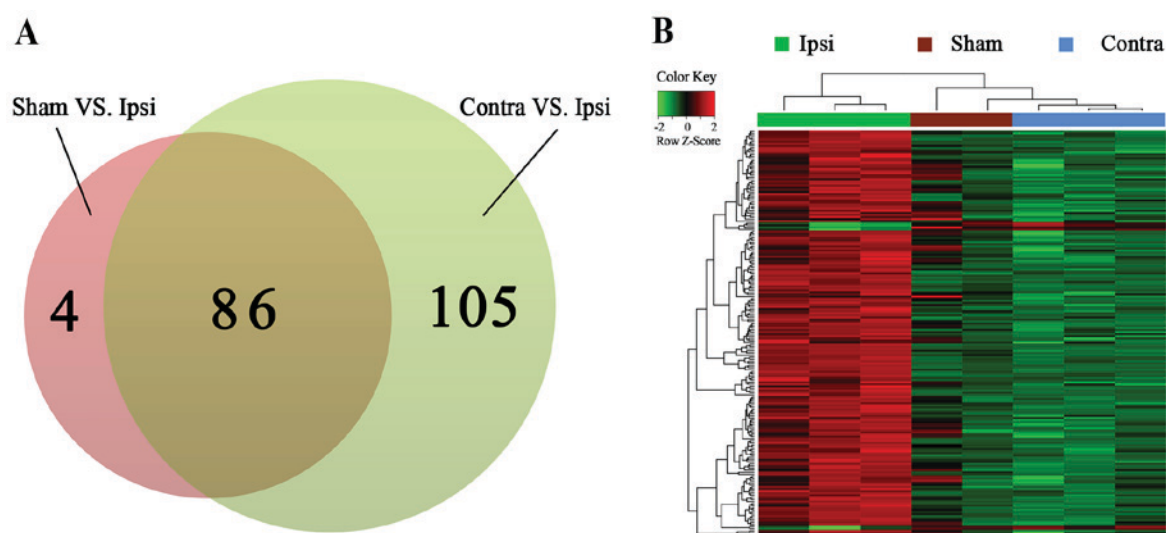 A
Sham VS. Ipsi
Contra VS. Ipsi
4
86
105
B
Ipsi
Sham
Contra
Color Key
-2 0 2
Row Z-Score